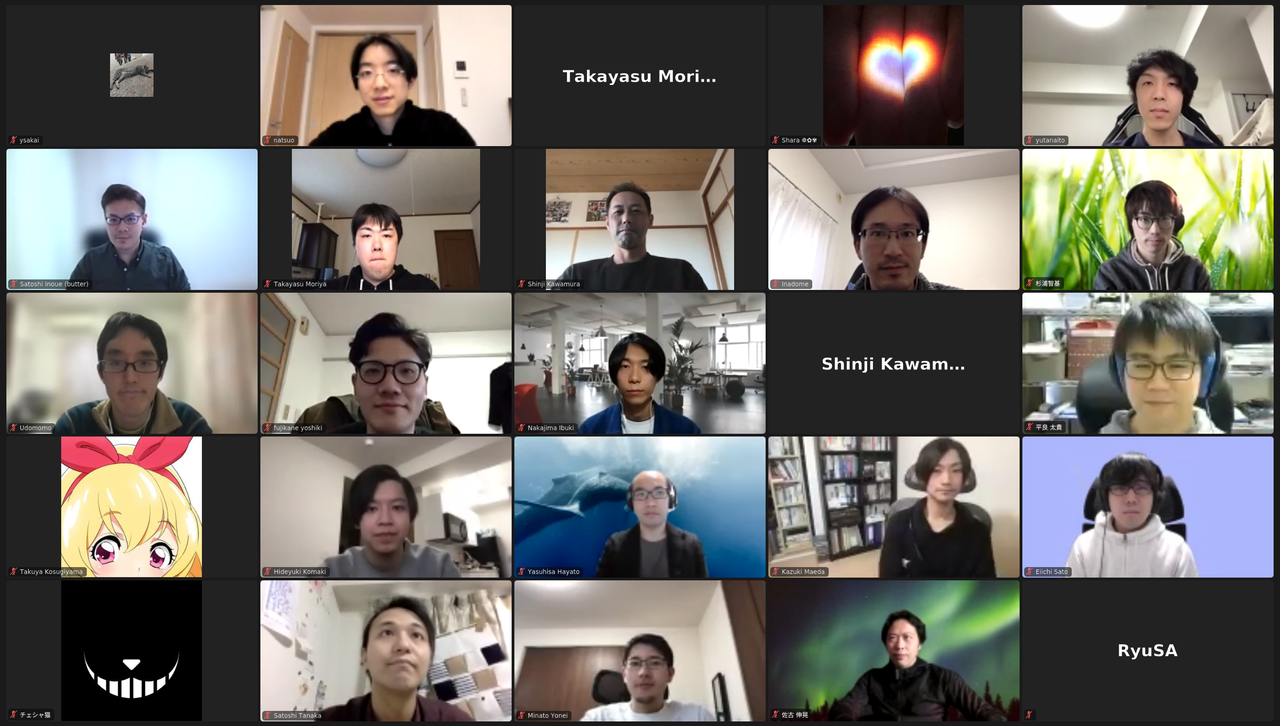 ysakai
natsuo
Takayasu Mori...
Shara ❁✿✾
yutanaito
Satoshi Inoue (butter)
Takayasu Moriya
Shinji Kawamura
Inadome
杉浦智基
Udomomo
fujikane yoshiki
Nakajima Ibuki
Shinji Kawam...
平良 太貴
Takuya Kosugiyama
Hideyuki Komaki
Yasuhisa Hayato
Kazuki Maeda
Eiichi Sato
チェシャ猫
Satoshi Tanaka
Minato Yonei
佐古 伸晃
RyuSA